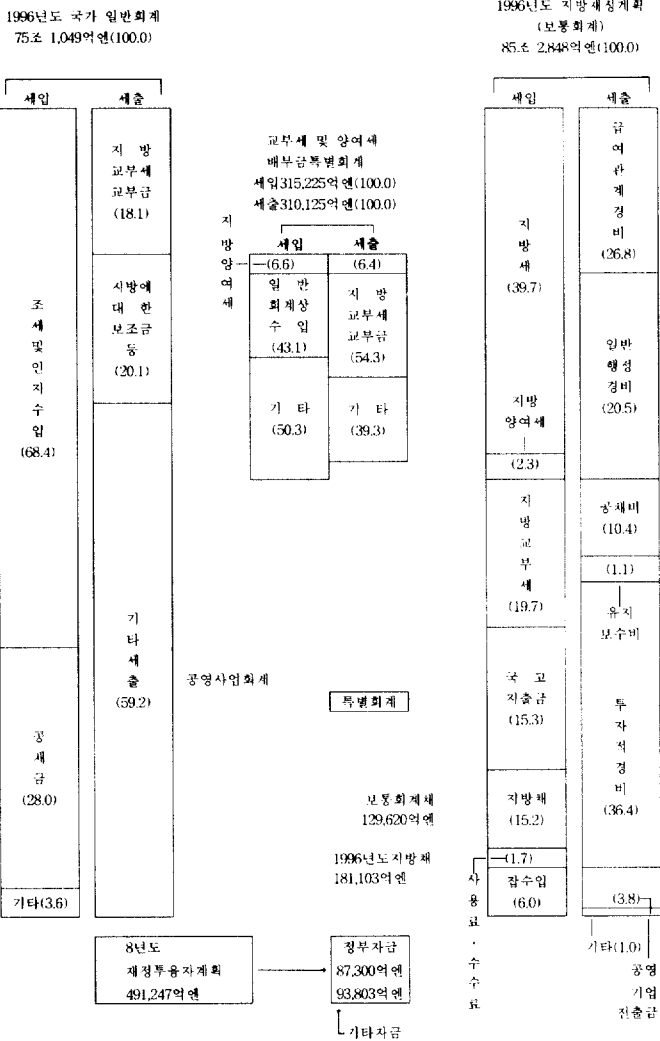 1996년도 국가 일반회계
75조 1,049억엔(100.0)
세입
세출
조세및인지수입
(68.4)
공채금
(28.0)
기타(3.6)
지 방
교부세
교부금
(18.1)
지방에
대 한
보조금
등
(20.1)
기타세출
(59.2)
교부세 및 양여세
배부금특별회계
세입315,225억엔(100.0)
세출310,125억엔(100.0)
지방양여세
세입
세출
(6.6)
(6.4)
일 반
회계상
수 입
(43.1)
지 방
교부세
교부금
(54.3)
기 타
(50.3)
기 타
(39.3)
공영사업회계
특별회계
보통회계채
129,620억엔
1996년도지방채
181,103억엔
8년도
재정투융자계획
491,247억엔
정부자금
87,300억엔
93,803억엔
기타자금
1996년도 지방재정계획
(보통회계)
85조 2,848억엔(100.0)
세입
세출
지방세
(39.7)
지방
양여세
(2.3)
지방교부세
(19.7)
국 고
지출금
(15.3)
지방채
(15.2)
(1.7)
사용료·수수료
잡수입
(6.0)
급여관계경비
(26.8)
일반
행정
경비
(20.5)
공채비
(10.4)
(1.1)
유지
보수비
투자적경비
(36.4)
(3.8)
기타(1.0)
공영
기업
전출금